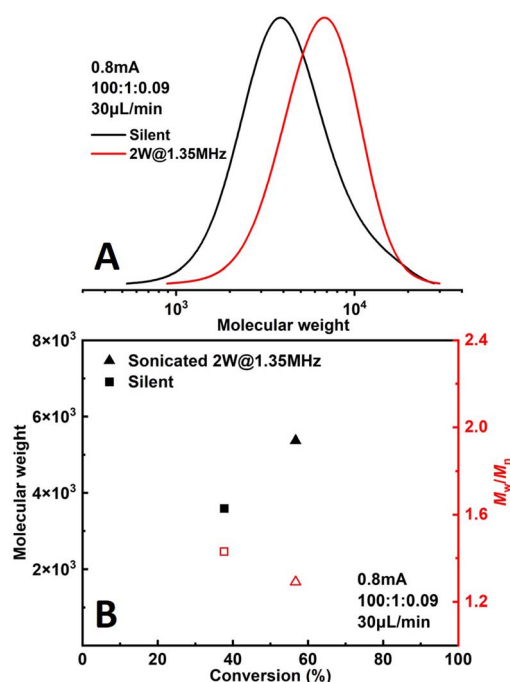 0.8mA
100:1:0.09
30µL/min
Silent
2W@1.35MHz
A
10³
10⁴
Molecular weight
8×10³
6×10³
4×10³
2×10³
Molecular weight
Sonicated 2W@1.35MHz
Silent
2.4
2.0
1.6
1.2
Mw/Mn
0.8mA
100:1:0.09
30µL/min
B
0 20 40 60 80 100
Conversion (%)